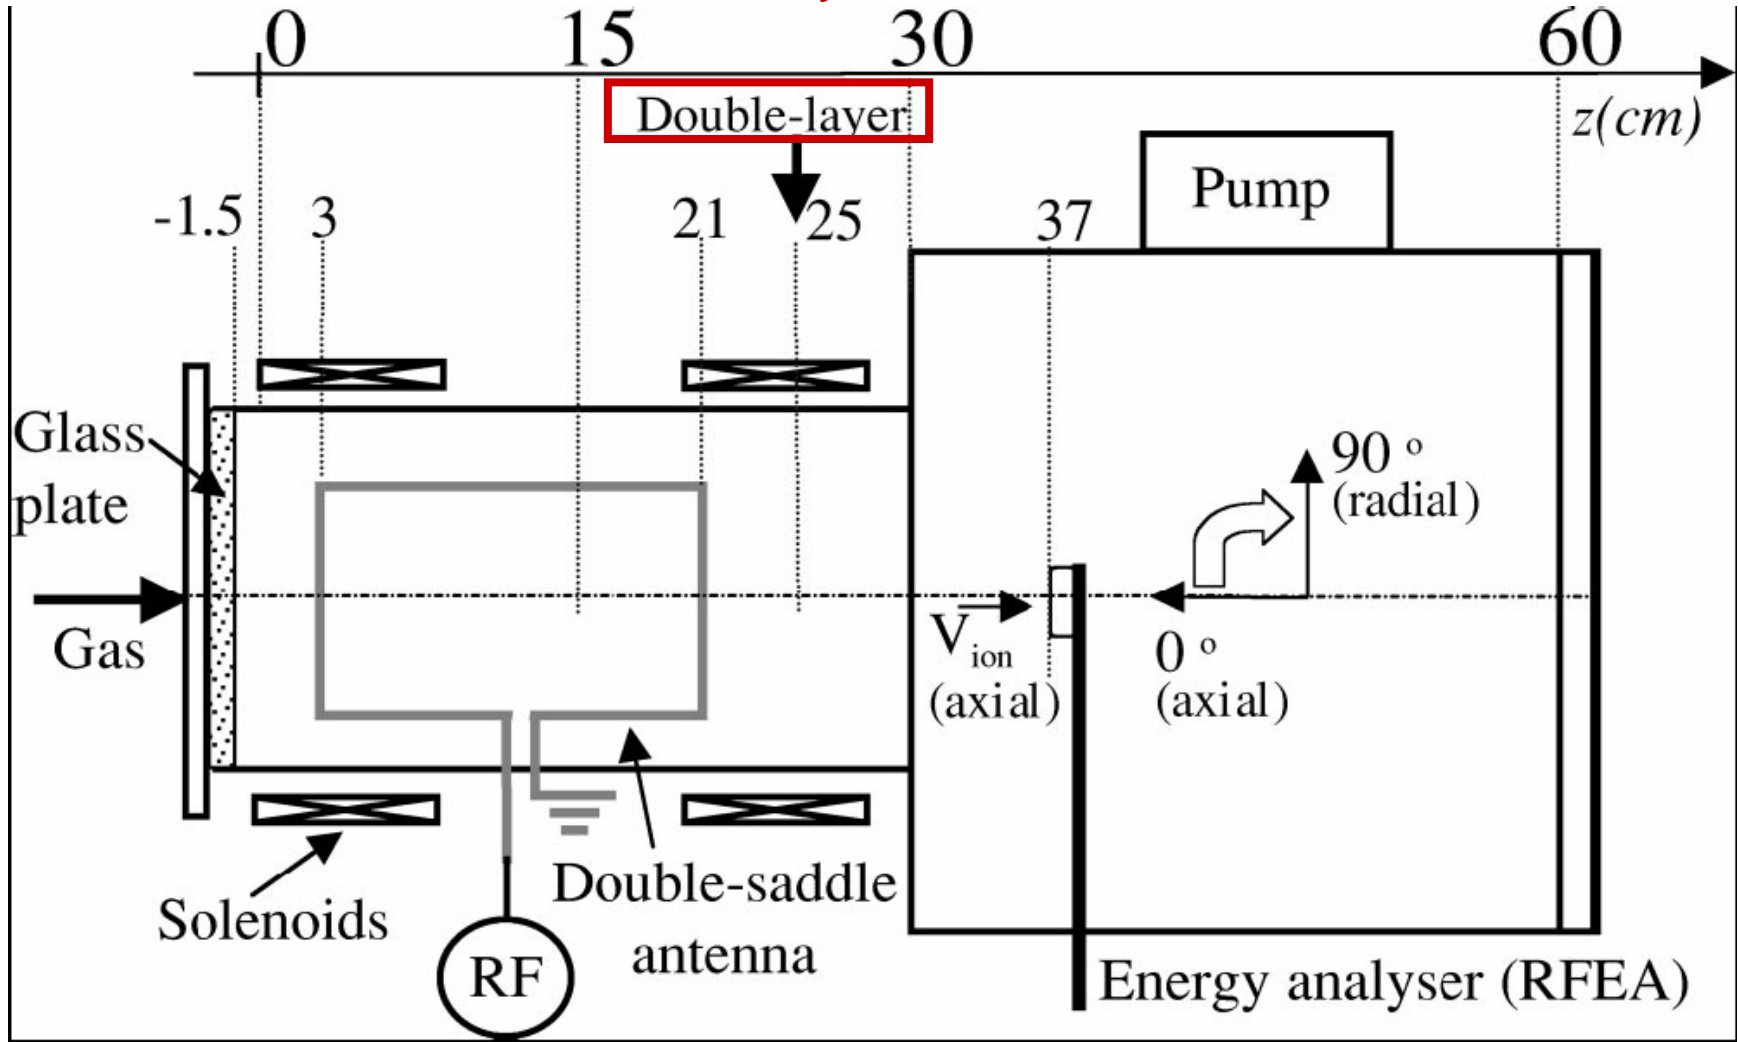 0 15 30 60
z(cm)
Double-layer
-1.5 3 21 25 37
Pump
Glass
plate
Gas
90 o
(radial)
V ion
(axial)
0 o
(axial)
Solenoids
Double-saddle
antenna
RF
Energy analyser (RFEA)